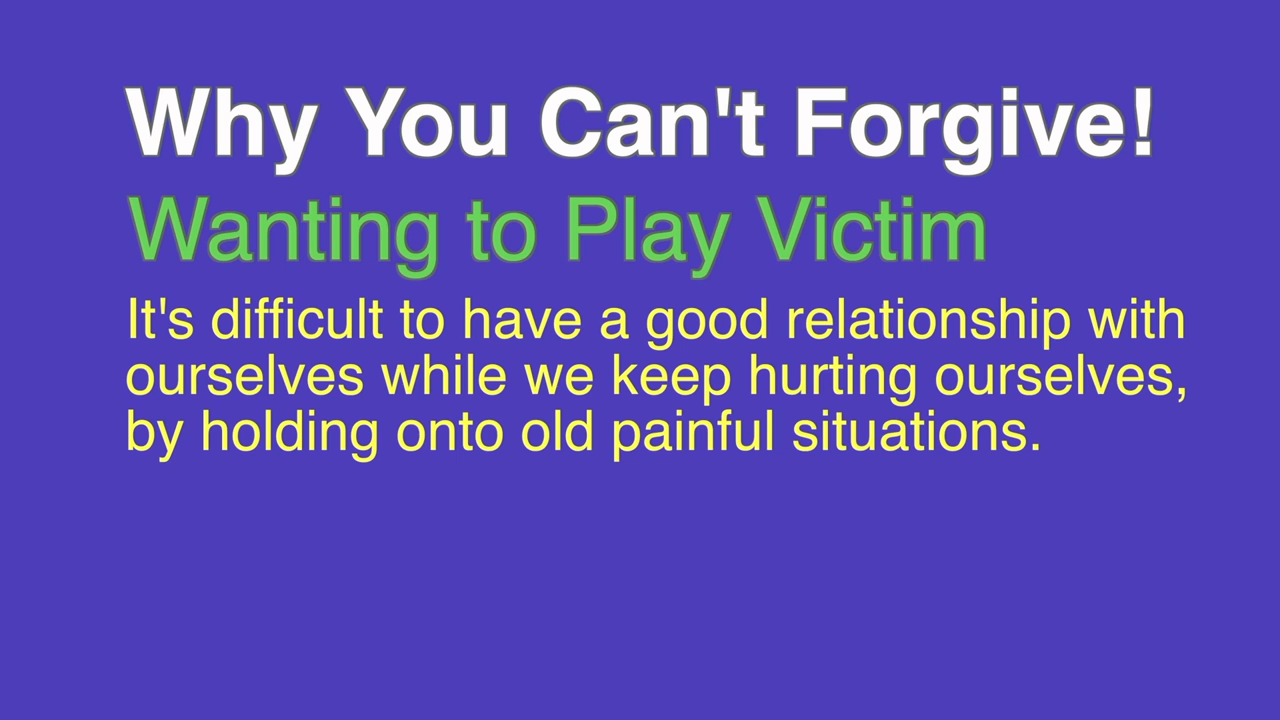 Why You Can't Forgive!
Wanting to Play Victim
It's difficult to have a good relationship with
ourselves while we keep hurting ourselves,
by holding onto old painful situations.